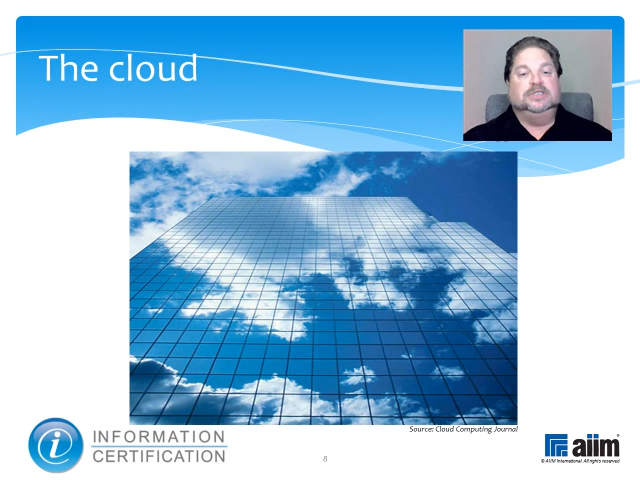 The cloud
Source: Cloud Computing Journal
i INFORMATION
CERTIFICATION
8
aiim®
© AIIM International. All rights reserved